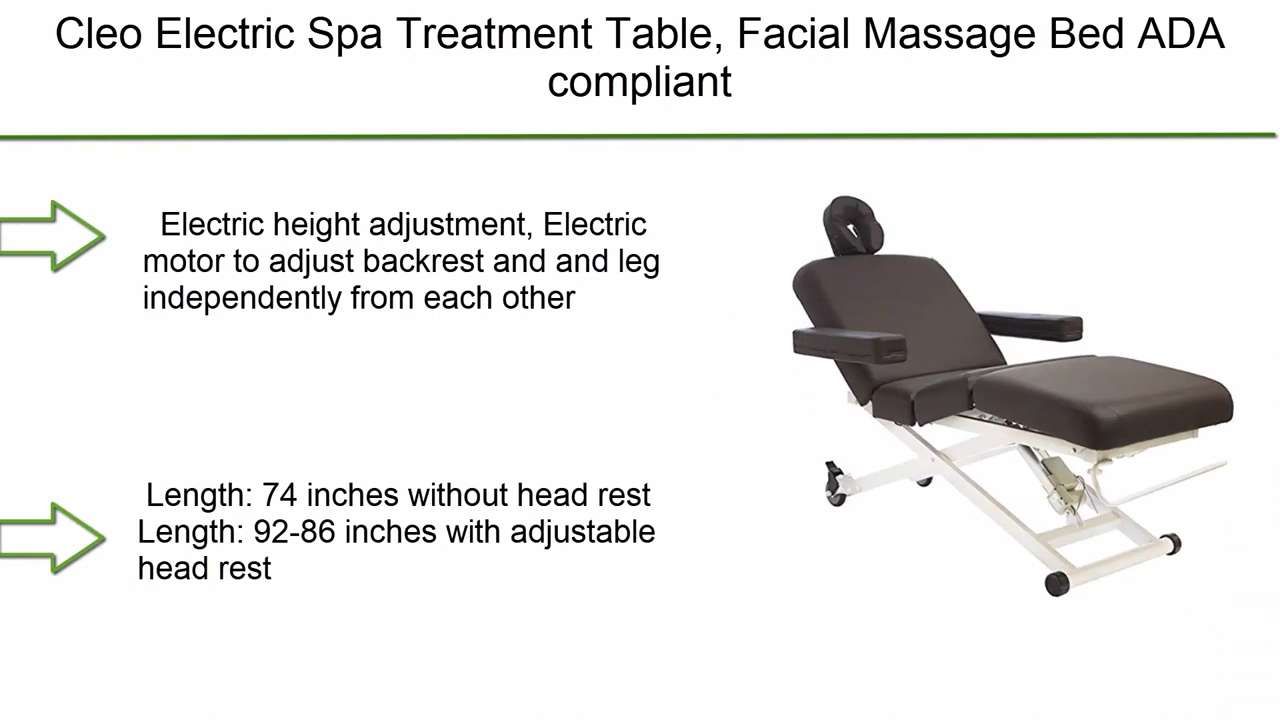 Cleo Electric Spa Treatment Table, Facial Massage Bed ADA
compliant
Electric height adjustment, Electric
motor to adjust backrest and and leg
independently from each other
Length: 74 inches without head rest
Length: 92-86 inches with adjustable
head rest